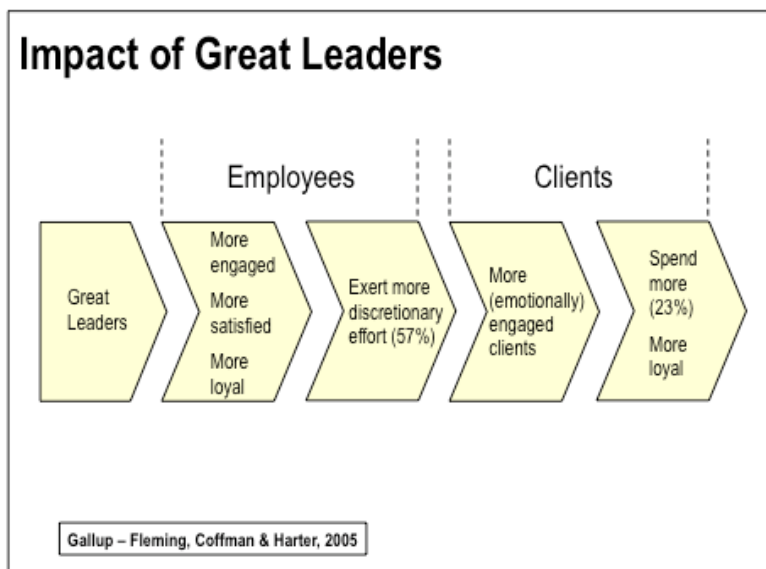 Impact of Great Leaders
Employees
Clients
Great
Leaders
More
engaged
More
satisfied
More
loyal
Exert more
discretionary
effort (57%)
More
(emotionally)
engaged
clients
Spend
more
(23%)
More
loyal
Gallup – Fleming, Coffman & Harter, 2005